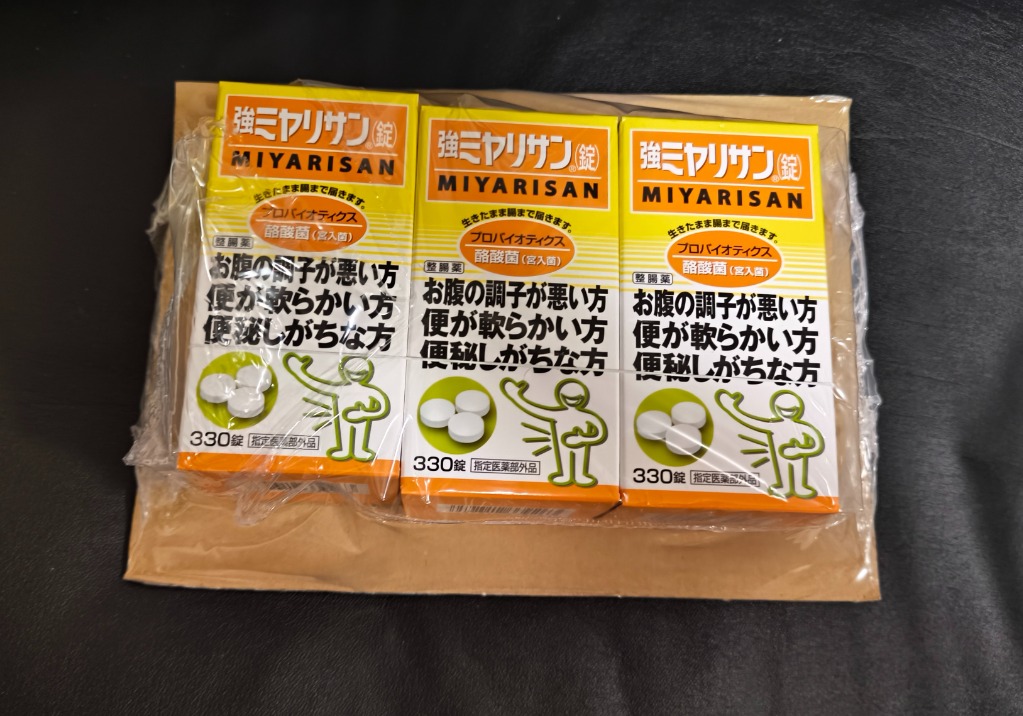 強ミヤリサン(錠)
MIYARISAN
生きたまま腸まで届きます。
プロバイオティクス
酪酸菌(宮入菌)
整腸薬
お腹の調子が悪い方
便が軟らかい方
便秘しがちな方
330錠 指定医薬部外品
強ミヤリサン®(錠)
MIYARISAN
生きたまま腸まで届きます。
プロバイオティクス
酪酸菌(宮入菌)
整腸薬
お腹の調子が悪い方
便が軟らかい方
便秘しがちな方
330錠 指定医薬部外品
強ミヤリサン®(錠)
MIYARISAN
生きたまま腸まで届きます。
プロバイオティクス
酪酸菌(宮入菌)
整腸薬
お腹の調子が悪い方
便が軟らかい方
便秘しがちな方
330錠 指定医薬部外品